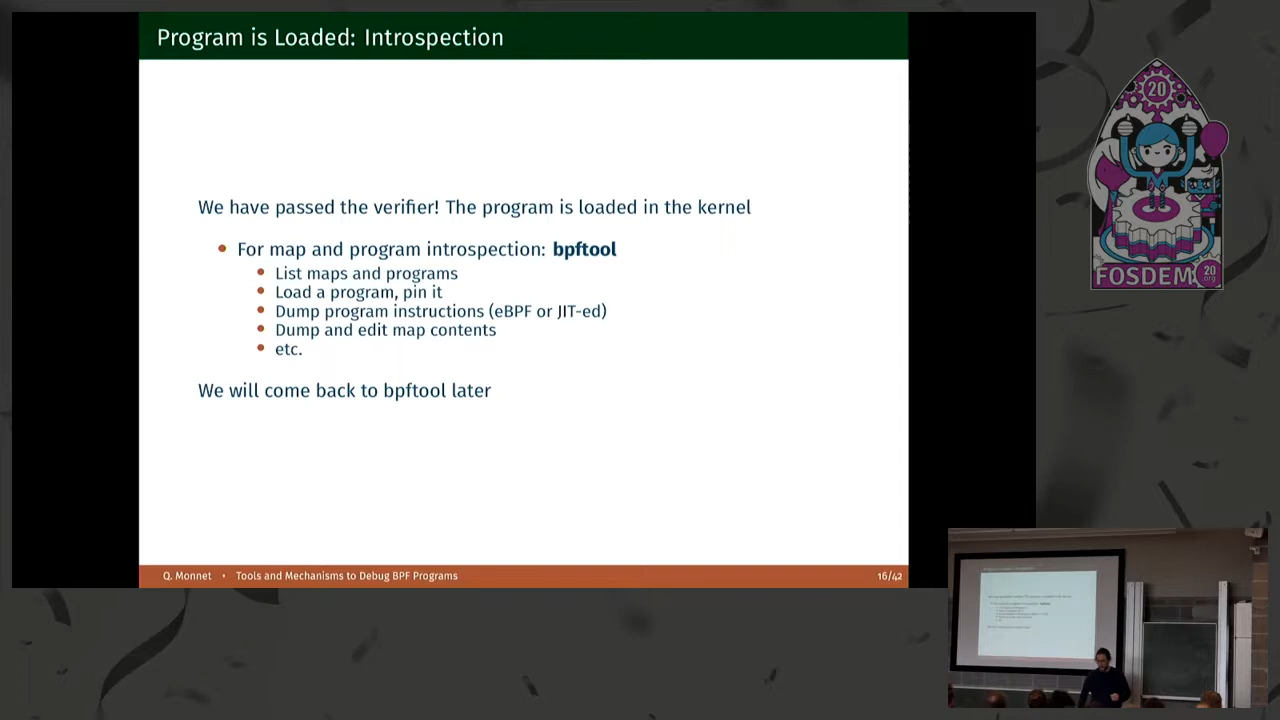 Program is Loaded: Introspection
We have passed the verifier! The program is loaded in the kernel
• For map and program introspection: bpftool
• List maps and programs
• Load a program, pin it
• Dump program instructions (eBPF or JIT-ed)
• Dump and edit map contents
• etc.
We will come back to bpftool later
Q. Monnet • Tools and Mechanisms to Debug BPF Programs 16/42
20
FOSDEM 20 .org